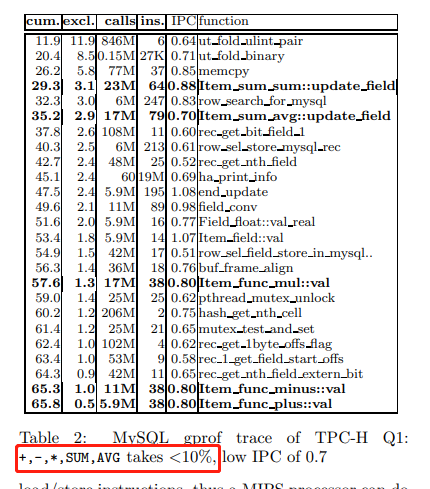 cum. excl. calls ins. IPC function
11.9 11.9 846M 6 0.64 ut_fold_ulint_pair
20.4 8.5 0.15M 27K 0.71 ut_fold_binary
26.2 5.8 77M 37 0.85 memcpy
29.3 3.1 23M 64 0.88 Item_sum_sum::update_field
32.3 3.0 6M 247 0.83 row_search_for_mysql
35.2 2.9 17M 79 0.70 Item_sum_avg::update_field
37.8 2.6 108M 11 0.60 rec_get_bit_field_1
40.3 2.5 6M 213 0.61 row_sel_store_mysql_rec
42.7 2.4 48M 25 0.52 rec_get_nth_field
45.1 2.4 60 19M 0.69 ha_print_info
47.5 2.4 5.9M 195 1.08 end_update
49.6 2.1 11M 89 0.98 field_conv
51.6 2.0 5.9M 16 0.77 Field_float::val_real
53.4 1.8 5.9M 14 1.07 Item_field::val
54.9 1.5 42M 17 0.51 row_sel_field_store_in_mysql..
56.3 1.4 36M 18 0.76 buf_frame_align
57.6 1.3 17M 38 0.80 Item_func_mul::val
59.0 1.4 25M 25 0.62 pthread_mutex_unlock
60.2 1.2 206M 2 0.75 hash_get_nth_cell
61.4 1.2 25M 21 0.65 mutex_test_and_set
62.4 1.0 102M 4 0.62 rec_get_1byte_offs_flag
63.4 1.0 53M 9 0.58 rec_1_get_field_start_offs
64.3 0.9 42M 11 0.65 rec_get_nth_field_extern_bit
65.3 1.0 11M 38 0.80 Item_func_minus::val
65.8 0.5 5.9M 38 0.80 Item_func_plus::val
Table 2: MySQL gprof trace of TPC-H Q1:
+,-,*,SUM,AVG takes <10%, low IPC of 0.7